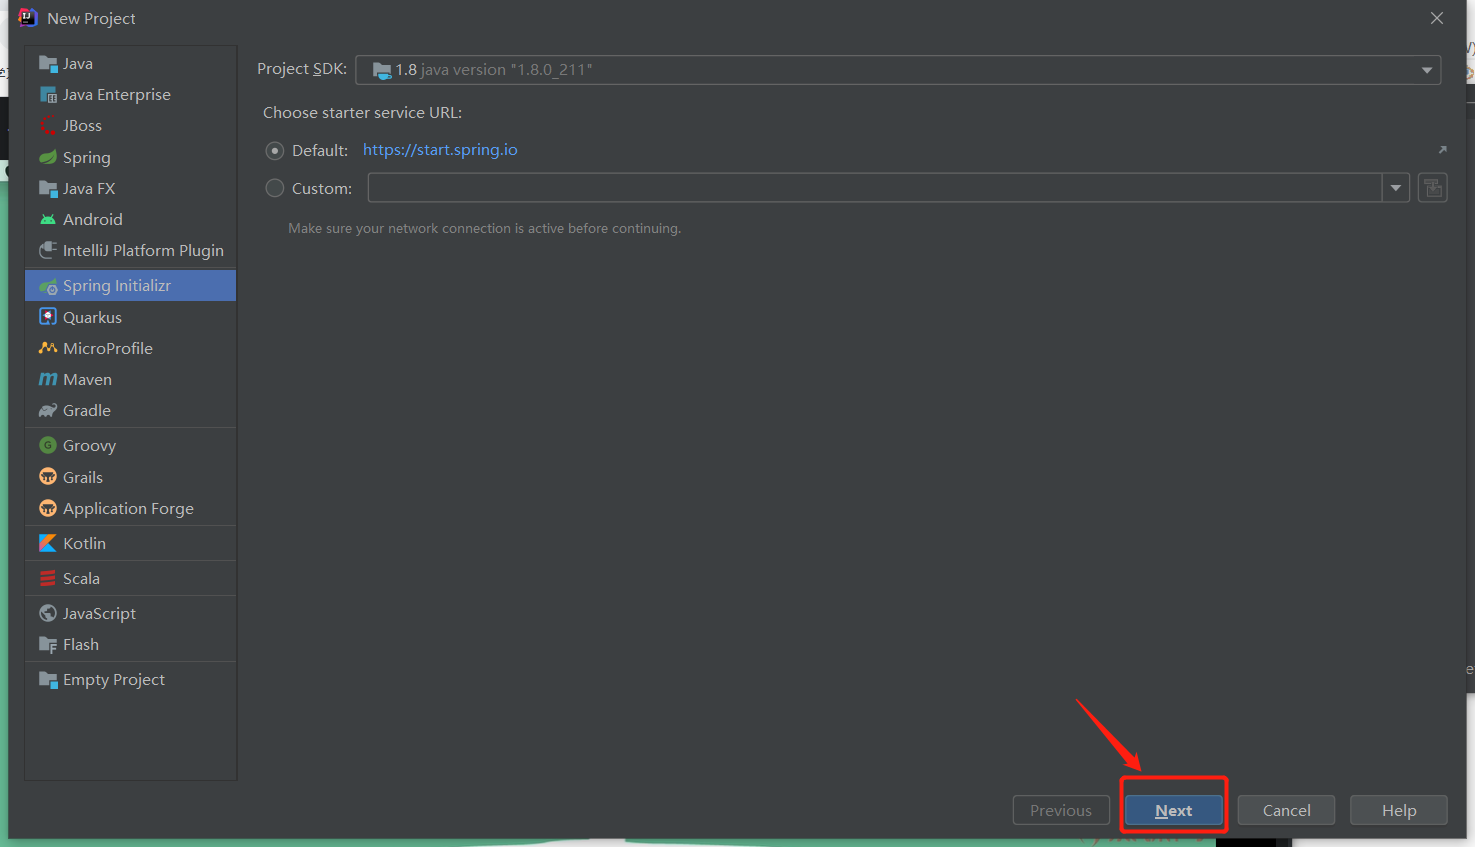 New Project
Java
Java Enterprise
JBoss
Spring
Java FX
Android
IntelliJ Platform Plugin
Spring Initializr
Quarkus
MicroProfile
Maven
Gradle
Groovy
Grails
Application Forge
Kotlin
Scala
JavaScript
Flash
Empty Project
Project SDK: 1.8 java version "1.8.0_211"
Choose starter service URL:
Default: https://start.spring.io
Custom:
Make sure your network connection is active before continuing.
Previous Next Cancel Help